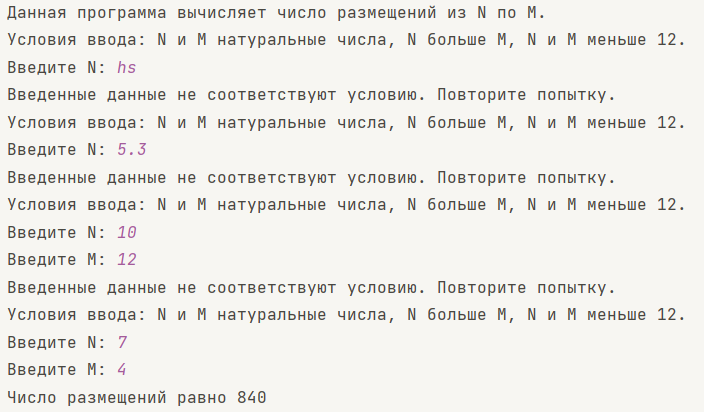 Данная программа вычисляет число размещений из N по M.
Условия ввода: N и M натуральные числа, N больше M, N и M меньше 12.
Введите N: hs
Введенные данные не соответствуют условию. Повторите попытку.
Условия ввода: N и M натуральные числа, N больше M, N и M меньше 12.
Введите N: 5.3
Введенные данные не соответствуют условию. Повторите попытку.
Условия ввода: N и M натуральные числа, N больше M, N и M меньше 12.
Введите N: 10
Введите M: 12
Введенные данные не соответствуют условию. Повторите попытку.
Условия ввода: N и M натуральные числа, N больше M, N и M меньше 12.
Введите N: 7
Введите M: 4
Число размещений равно 840